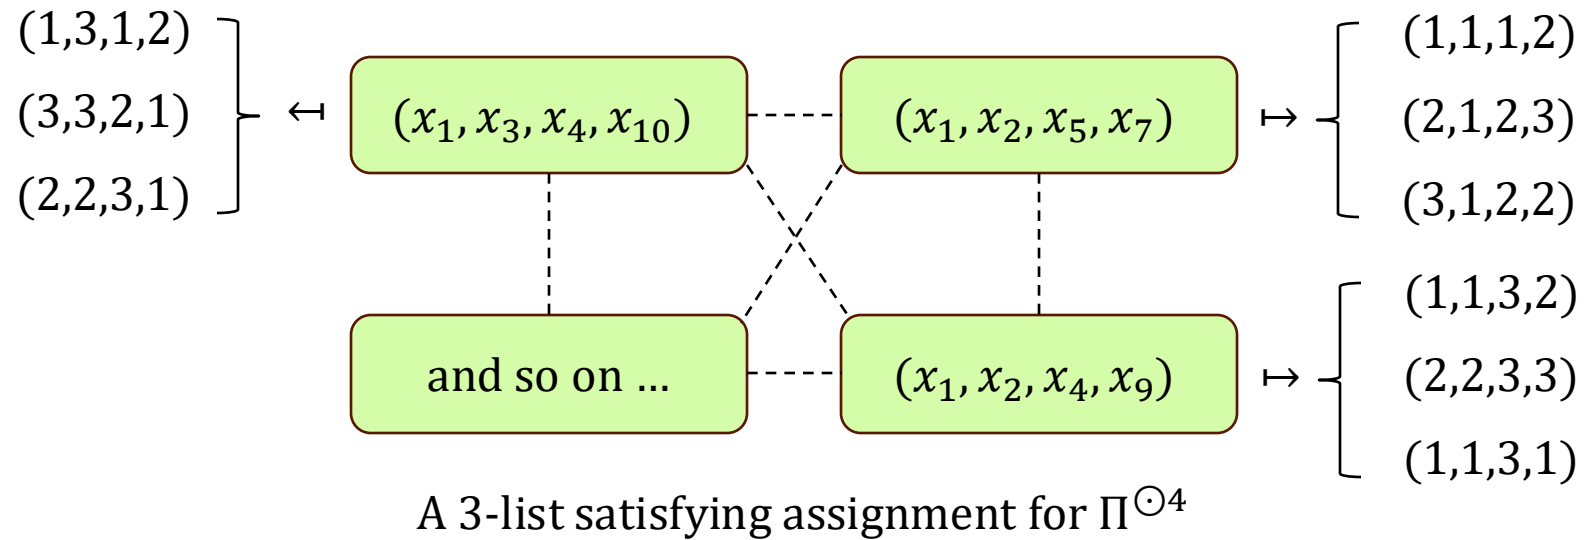 (1,3,1,2)
(3,3,2,1)
(2,2,3,1)
↤
(x₁, x₃, x₄, x₁₀)
(x₁, x₂, x₅, x₇)
↦
(1,1,1,2)
(2,1,2,3)
(3,1,2,2)
and so on ...
(x₁, x₂, x₄, x₉)
↦
(1,1,3,2)
(2,2,3,3)
(1,1,3,1)
A 3-list satisfying assignment for Π^⊙4